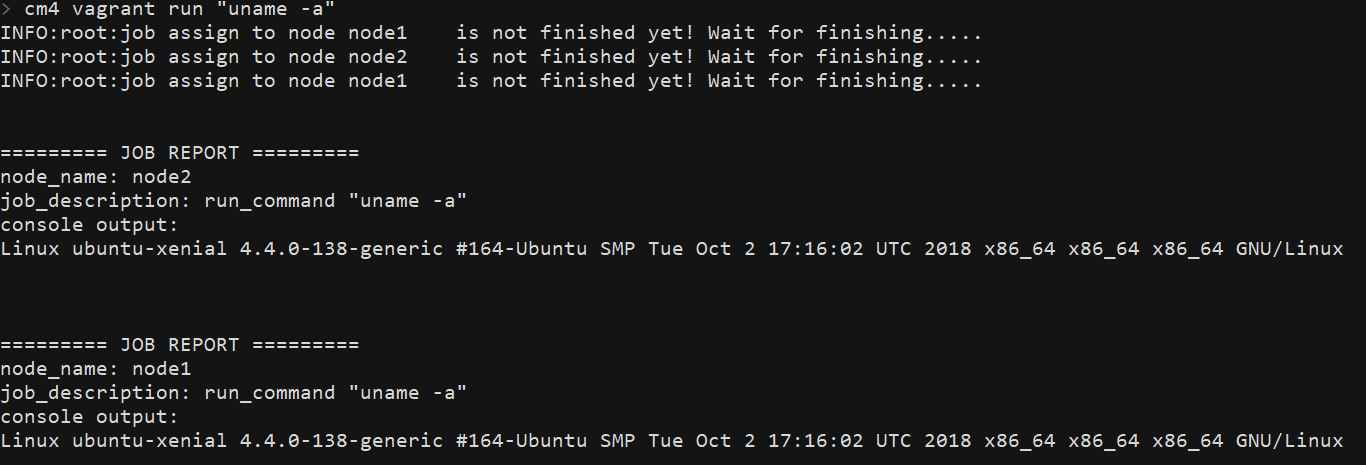 > cm4 vagrant run "uname -a"
INFO:root:job assign to node node1    is not finished yet! Wait for finishing.....
INFO:root:job assign to node node2    is not finished yet! Wait for finishing.....
INFO:root:job assign to node node1    is not finished yet! Wait for finishing.....
========= JOB REPORT =========
node_name: node2
job_description: run_command "uname -a"
console output:
Linux ubuntu-xenial 4.4.0-138-generic #164-Ubuntu SMP Tue Oct 2 17:16:02 UTC 2018 x86_64 x86_64 x86_64 GNU/Linux
========= JOB REPORT =========
node_name: node1
job_description: run_command "uname -a"
console output:
Linux ubuntu-xenial 4.4.0-138-generic #164-Ubuntu SMP Tue Oct 2 17:16:02 UTC 2018 x86_64 x86_64 x86_64 GNU/Linux